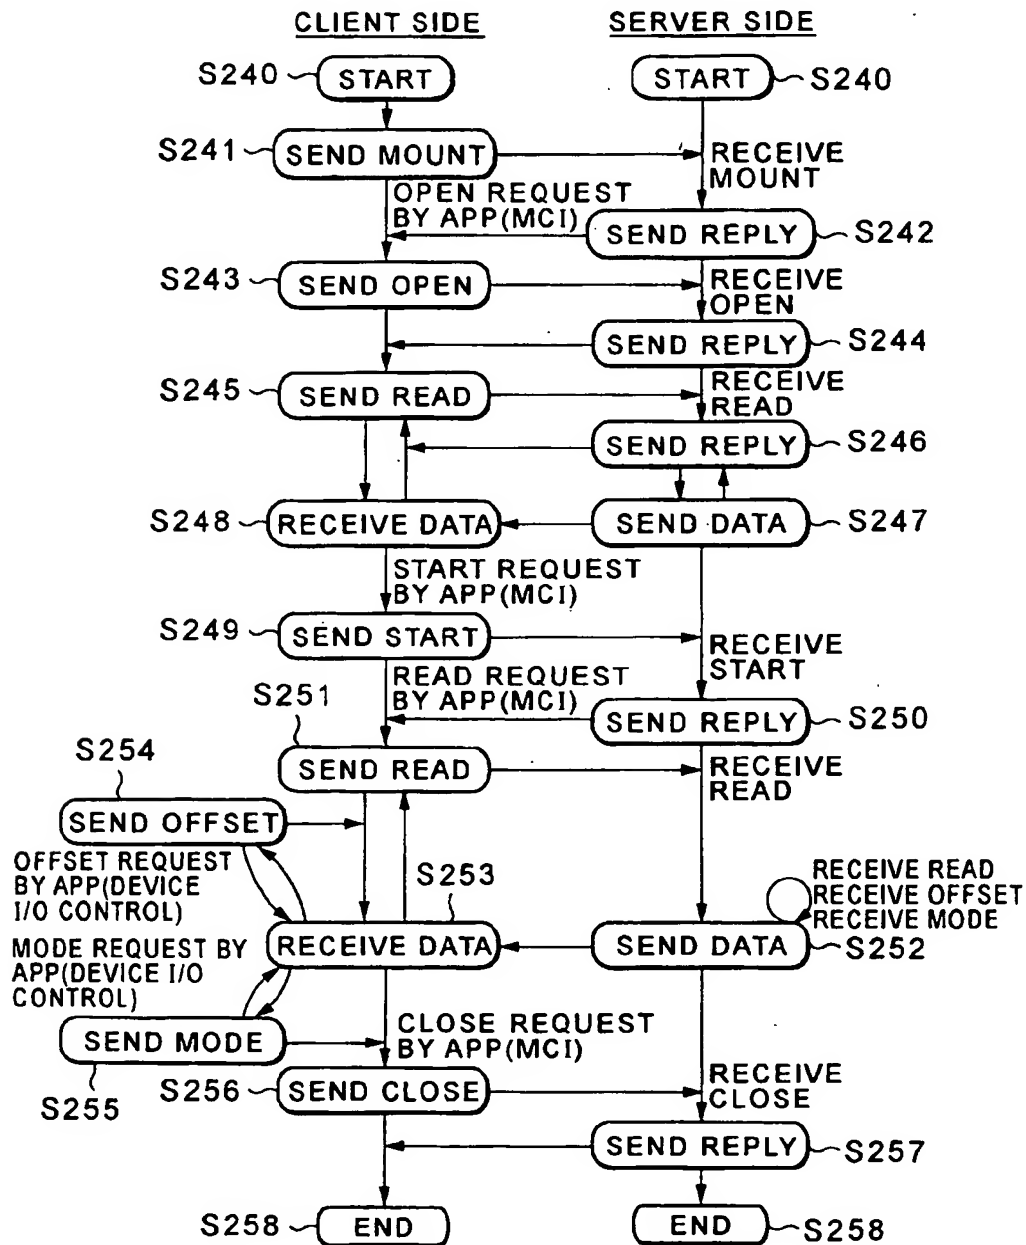 CLIENT SIDE
SERVER SIDE
S240
START
START
S240
S241
SEND MOUNT
RECEIVE
MOUNT
OPEN REQUEST
BY APP(MCI)
SEND REPLY
S242
S243
SEND OPEN
RECEIVE
OPEN
SEND REPLY
S244
S245
SEND READ
RECEIVE
READ
SEND REPLY
S246
S248
RECEIVE DATA
SEND DATA
S247
START REQUEST
BY APP(MCI)
S249
SEND START
RECEIVE
START
S251
READ REQUEST
BY APP(MCI)
SEND REPLY
S250
SEND READ
RECEIVE
READ
S254
SEND OFFSET
OFFSET REQUEST
BY APP(DEVICE
I/O CONTROL)
S253
RECEIVE READ
RECEIVE OFFSET
RECEIVE MODE
RECEIVE DATA
SEND DATA
S252
MODE REQUEST BY
APP(DEVICE I/O
CONTROL)
SEND MODE
S255
CLOSE REQUEST
BY APP(MCI)
S256
SEND CLOSE
RECEIVE
CLOSE
SEND REPLY
S257
S258
END
END
S258